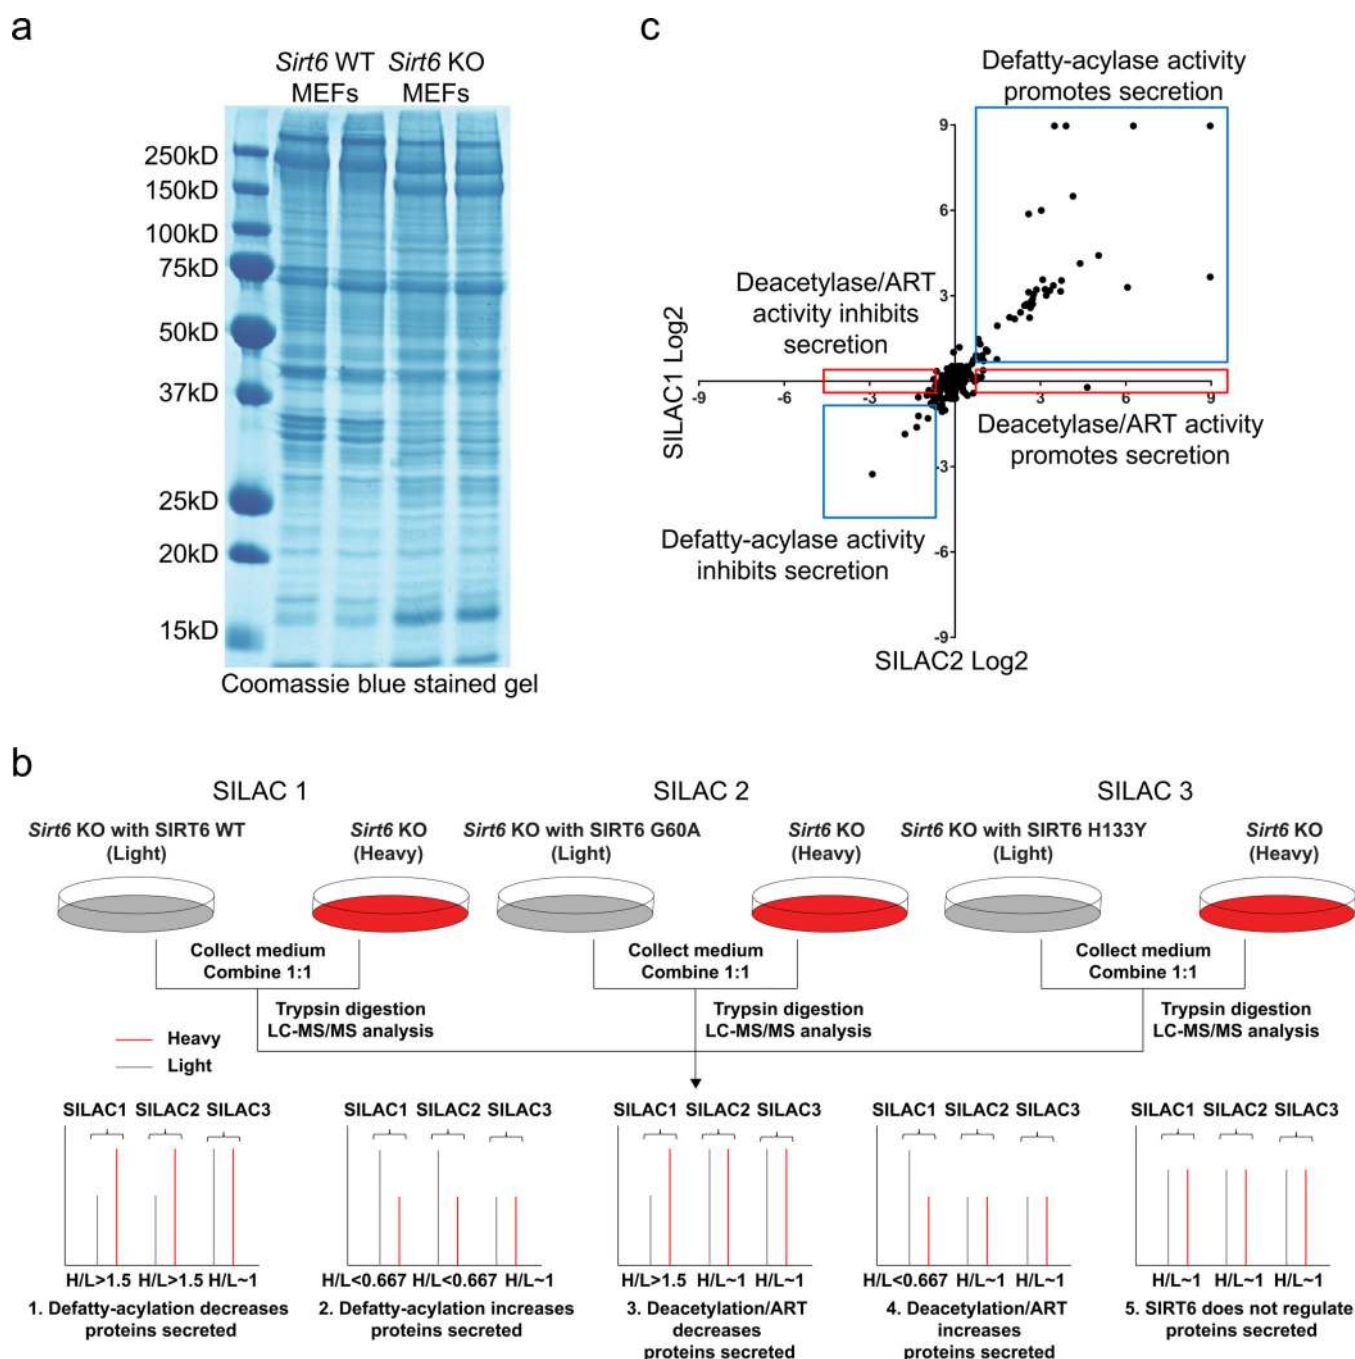 a
Sirt6 WT Sirt6 KO
MEFs MEFs
250kD
150kD
100kD
75kD
50kD
37kD
25kD
20kD
15kD
Coomassie blue stained gel
c
Defatty-acylase activity
promotes secretion
9
6
3
Deacetylase/ART
activity inhibits
secretion
SILAC1 Log2
-9 -6 -3 3 6 9
Deacetylase/ART activity
promotes secretion
-3
Defatty-acylase activity
inhibits secretion
-6
-9
SILAC2 Log2
b
SILAC 1 SILAC 2 SILAC 3
Sirt6 KO with SIRT6 WT Sirt6 KO Sirt6 KO with SIRT6 G60A Sirt6 KO Sirt6 KO with SIRT6 H133Y Sirt6 KO
(Light) (Heavy) (Light) (Heavy) (Light) (Heavy)
Collect medium Collect medium Collect medium
Combine 1:1 Combine 1:1 Combine 1:1
Trypsin digestion Trypsin digestion Trypsin digestion
LC-MS/MS analysis LC-MS/MS analysis LC-MS/MS analysis
Heavy
Light
SILAC1 SILAC2 SILAC3 SILAC1 SILAC2 SILAC3 SILAC1 SILAC2 SILAC3 SILAC1 SILAC2 SILAC3 SILAC1 SILAC2 SILAC3
H/L>1.5 H/L>1.5 H/L~1 H/L<0.667 H/L<0.667 H/L~1 H/L>1.5 H/L~1 H/L~1 H/L<0.667 H/L~1 H/L~1 H/L~1 H/L~1 H/L~1
1. Defatty-acylation decreases
proteins secreted
2. Defatty-acylation increases
proteins secreted
3. Deacetylation/ART
decreases
proteins secreted
4. Deacetylation/ART
increases
proteins secreted
5. SIRT6 does not regulate
proteins secreted